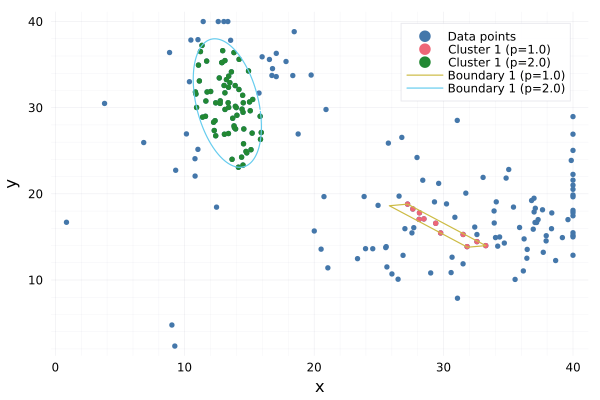 40
30
20
10
y
0
10
20
30
40
x
Data points
Cluster 1 (p=1.0)
Cluster 1 (p=2.0)
Boundary 1 (p=1.0)
Boundary 1 (p=2.0)